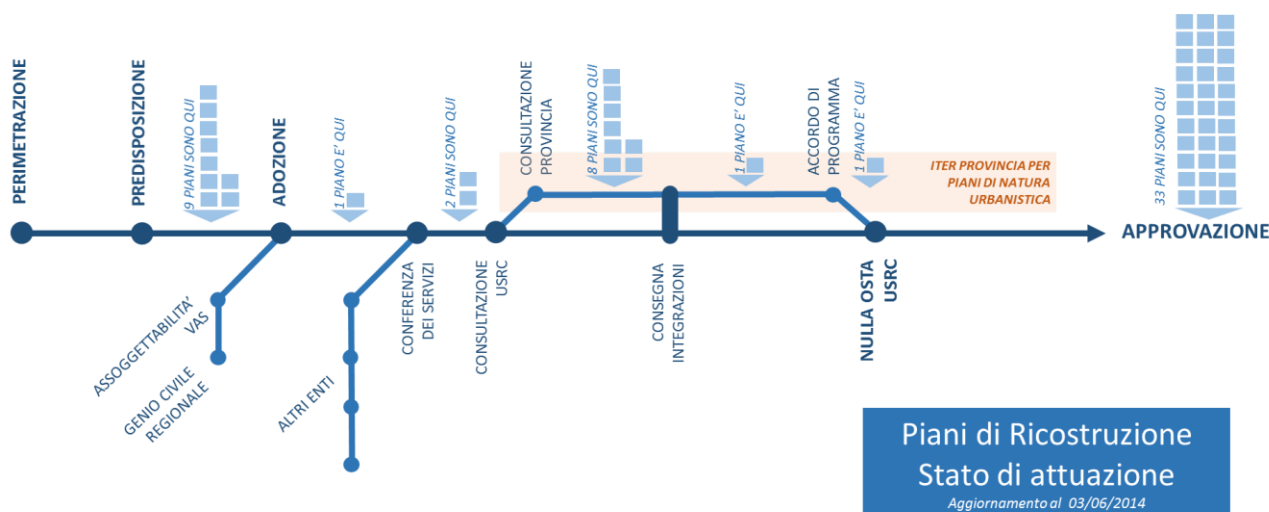 PERIMETRAZIONE
PREDISPOSIZIONE
9 PIANI SONO QUI
ADOZIONE
1 PIANO E' QUI
2 PIANI SONO QUI
CONSULTAZIONE
PROVINCIA
8 PIANI SONO QUI
1 PIANO E' QUI
ACCORDO DI
PROGRAMMA
1 PIANO E' QUI
ITER PROVINCIA PER
PIANI DI NATURA
URBANISTICA
33 PIANI SONO QUI
APPROVAZIONE
ASSOGGETTABILITA'
VAS
GENIO CIVILE
REGIONALE
ALTRI ENTI
CONFERENZA
DEI SERVIZI
CONSULTAZIONE
USRC
CONSEGNA
INTEGRAZIONI
NULLA OSTA
USRC
Piani di Ricostruzione
Stato di attuazione
Aggiornamento al 03/06/2014